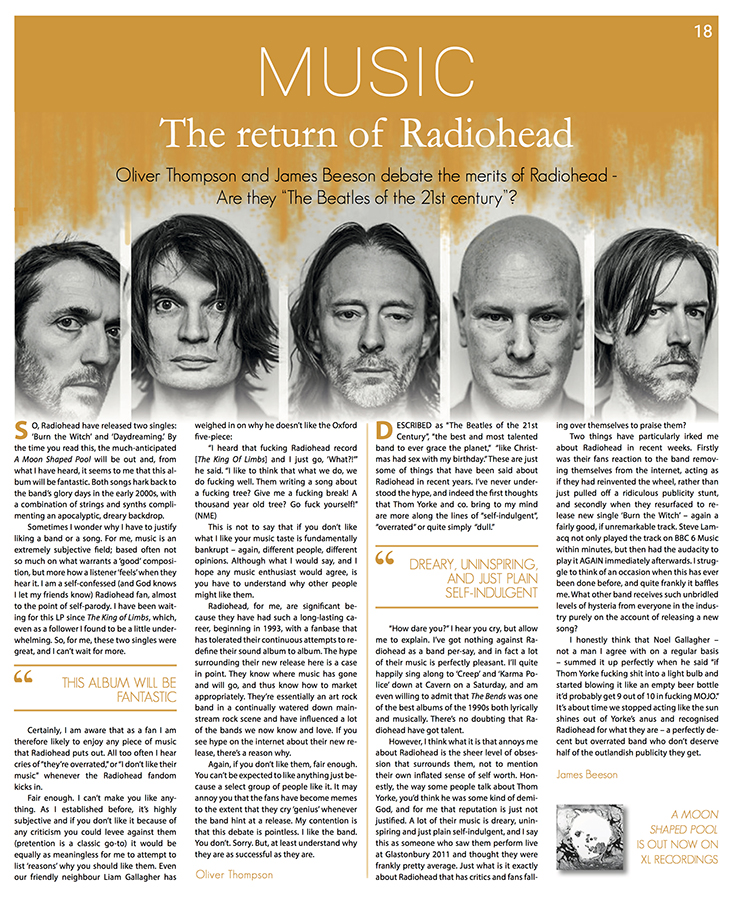 18
MUSIC
The return of Radiohead
Oliver Thompson and James Beeson debate the merits of Radiohead -
Are they “The Beatles of the 21st century”?
SO, Radiohead have released two singles:
‘Burn the Witch’ and ‘Daydreaming.’ By
the time you read this, the much-anticipated
A Moon Shaped Pool will be out and, from
what I have heard, it seems to me that this al-
bum will be fantastic. Both songs hark back to
the band’s glory days in the early 2000s, with
a combination of strings and synths compli-
menting an apocalyptic, dreary backdrop.
Sometimes I wonder why I have to justify
liking a band or a song. For me, music is an
extremely subjective field; based often not
so much on what warrants a ‘good’ composi-
tion, but more how a listener ‘feels’ when they
hear it. I am a self-confessed (and God knows
I let my friends know) Radiohead fan, almost
to the point of self-parody. I have been wait-
ing for this LP since The King of Limbs, which,
even as a follower I found to be a little under-
whelming. So, for me, these two singles were
great, and I can’t wait for more.
“ THIS ALBUM WILL BE
FANTASTIC
Certainly, I am aware that as a fan I am
therefore likely to enjoy any piece of music
that Radiohead puts out. All too often I hear
cries of “they’re overrated,” or “I don’t like their
music” whenever the Radiohead fandom
kicks in.
Fair enough. I can’t make you like any-
thing. As I established before, it’s highly
subjective and if you don’t like it because of
any criticism you could levee against them
(pretension is a classic go-to) it would be
equally as meaningless for me to attempt to
list ‘reasons’ why you should like them. Even
our friendly neighbour Liam Gallagher has
weighed in on why he doesn’t like the Oxford
five-piece:
“I heard that fucking Radiohead record
[The King Of Limbs] and I just go, ‘What?!’”
he said. “I like to think that what we do, we
do fucking well. Them writing a song about
a fucking tree? Give me a fucking break! A
thousand year old tree? Go fuck yourself!”
(NME)
This is not to say that if you don’t like
what I like your music taste is fundamentally
bankrupt – again, different people, different
opinions. Although what I would say, and I
hope any music enthusiast would agree, is
you have to understand why other people
might like them.
Radiohead, for me, are significant be-
cause they have had such a long-lasting ca-
reer, beginning in 1993, with a fanbase that
has tolerated their continuous attempts to re-
define their sound album to album. The hype
surrounding their new release here is a case
in point. They know where music has gone
and will go, and thus know how to market
appropriately. They’re essentially an art rock
band in a continually watered down main-
stream rock scene and have influenced a lot
of the bands we now know and love. If you
see hype on the internet about their new re-
lease, there’s a reason why.
Again, if you don’t like them, fair enough.
You can’t be expected to like anything just be-
cause a select group of people like it. It may
annoy you that the fans have become memes
to the extent that they cry ‘genius’ whenever
the band hint at a release. My contention is
that this debate is pointless. I like the band.
You don’t. Sorry. But, at least understand why
they are as successful as they are.
Oliver Thompson
DESCRIBED as “The Beatles of the 21st
Century”, “the best and most talented
band to ever grace the planet,” “like Christ-
mas had sex with my birthday.” These are just
some of things that have been said about
Radiohead in recent years. I’ve never under-
stood the hype, and indeed the first thoughts
that Thom Yorke and co. bring to my mind
are more along the lines of “self-indulgent”,
“overrated” or quite simply “dull.”
“ DREARY, UNINSPIRING,
AND JUST PLAIN
SELF-INDULGENT
“How dare you?” I hear you cry, but allow
me to explain. I’ve got nothing against Ra-
diohead as a band per-say, and in fact a lot
of their music is perfectly pleasant. I’ll quite
happily sing along to ‘Creep’ and ‘Karma Po-
lice’ down at Cavern on a Saturday, and am
even willing to admit that The Bends was one
of the best albums of the 1990s both lyrically
and musically. There’s no doubting that Ra-
diohead have got talent.
However, I think what it is that annoys me
about Radiohead is the sheer level of obses-
sion that surrounds them, not to mention
their own inflated sense of self worth. Hon-
estly, the way some people talk about Thom
Yorke, you’d think he was some kind of demi-
God, and for me that reputation is just not
justified. A lot of their music is dreary, unin-
spiring and just plain self-indulgent, and I say
this as someone who saw them perform live
at Glastonbury 2011 and thought they were
frankly pretty average. Just what is it exactly
about Radiohead that has critics and fans fall-
ing over themselves to praise them?
Two things have particularly irked me
about Radiohead in recent weeks. Firstly
was their fans reaction to the band remov-
ing themselves from the internet, acting as
if they had reinvented the wheel, rather than
just pulled off a ridiculous publicity stunt,
and secondly when they resurfaced to re-
lease new single ‘Burn the Witch’ – again a
fairly good, if unremarkable track. Steve Lam-
acq not only played the track on BBC 6 Music
within minutes, but then had the audacity to
play it AGAIN immediately afterwards. I strug-
gle to think of an occasion when this has ever
been done before, and quite frankly it baffles
me. What other band receives such unbridled
levels of hysteria from everyone in the indus-
try purely on the account of releasing a new
song?
I honestly think that Noel Gallagher –
not a man I agree with on a regular basis
– summed it up perfectly when he said “if
Thom Yorke fucking shit into a light bulb and
started blowing it like an empty beer bottle
it’d probably get 9 out of 10 in fucking MOJO.”
It’s about time we stopped acting like the sun
shines out of Yorke’s anus and recognised
Radiohead for what they are – a perfectly de-
cent but overrated band who don’t deserve
half of the outlandish publicity they get.
James Beeson
A MOON
SHAPED POOL
IS OUT NOW ON
XL RECORDINGS